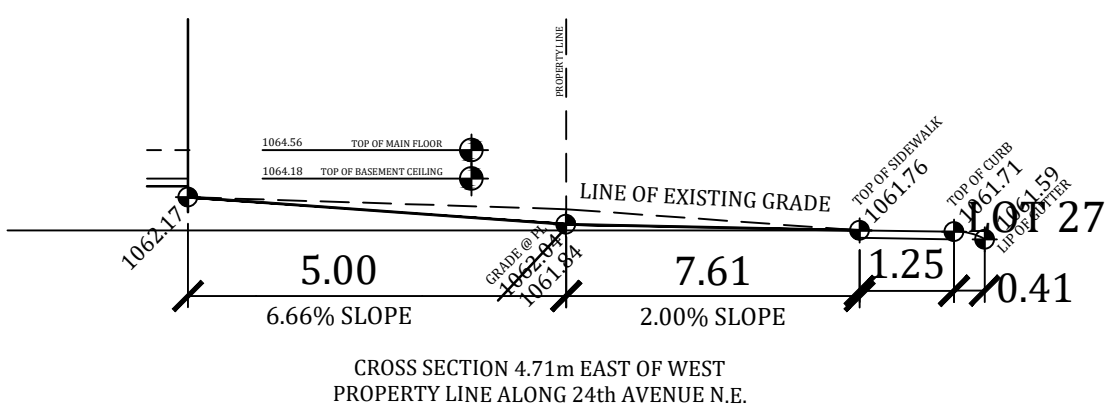 PROPERTY LINE
1064.56 TOP OF MAIN FLOOR
1064.18 TOP OF BASEMENT CEILING
LINE OF EXISTING GRADE
TOP OF SIDEWALK
1061.76
TOP OF CURB
1061.71
1061.59
LIP OF GUTTER
LOT 27
1062.17
GRADE @ PL
1062.04
1061.84
5.00
7.61
1.25
0.41
6.66% SLOPE
2.00% SLOPE
CROSS SECTION 4.71m EAST OF WEST
PROPERTY LINE ALONG 24th AVENUE N.E.